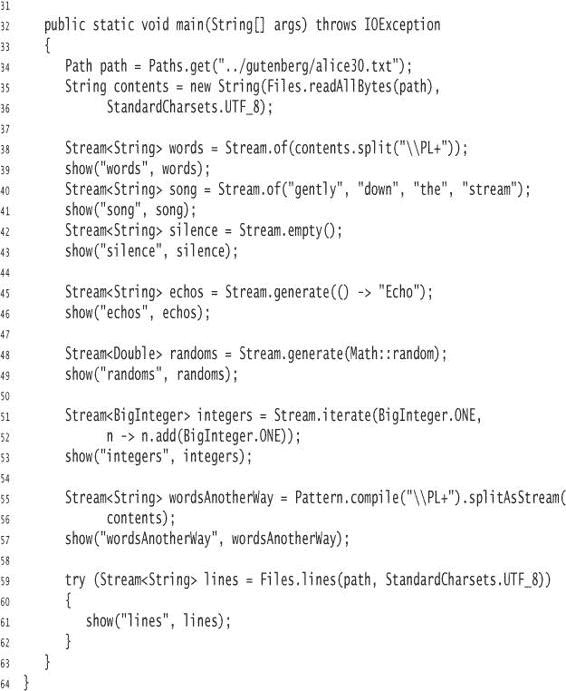 31
32 public static void main(String[] args) throws IOException
33 {
34 Path path = Paths.get("../gutenberg/alice30.txt");
35 String contents = new String(Files.readAllBytes(path),
36 StandardCharsets.UTF_8);
37
38 Stream<String> words = Stream.of(contents.split("\\PL+"));
39 show("words", words);
40 Stream<String> song = Stream.of("gently", "down", "the", "stream");
41 show("song", song);
42 Stream<String> silence = Stream.empty();
43 show("silence", silence);
44
45 Stream<String> echos = Stream.generate(() -> "Echo");
46 show("echos", echos);
47
48 Stream<Double> randoms = Stream.generate(Math::random);
49 show("randoms", randoms);
50
51 Stream<BigInteger> integers = Stream.iterate(BigInteger.ONE,
52 n -> n.add(BigInteger.ONE));
53 show("integers", integers);
54
55 Stream<String> wordsAnotherWay = Pattern.compile("\\PL+").splitAsStream(
56 contents);
57 show("wordsAnotherWay", wordsAnotherWay);
58
59 try (Stream<String> lines = Files.lines(path, StandardCharsets.UTF_8))
60 {
61 show("lines", lines);
62 }
63 }
64 }